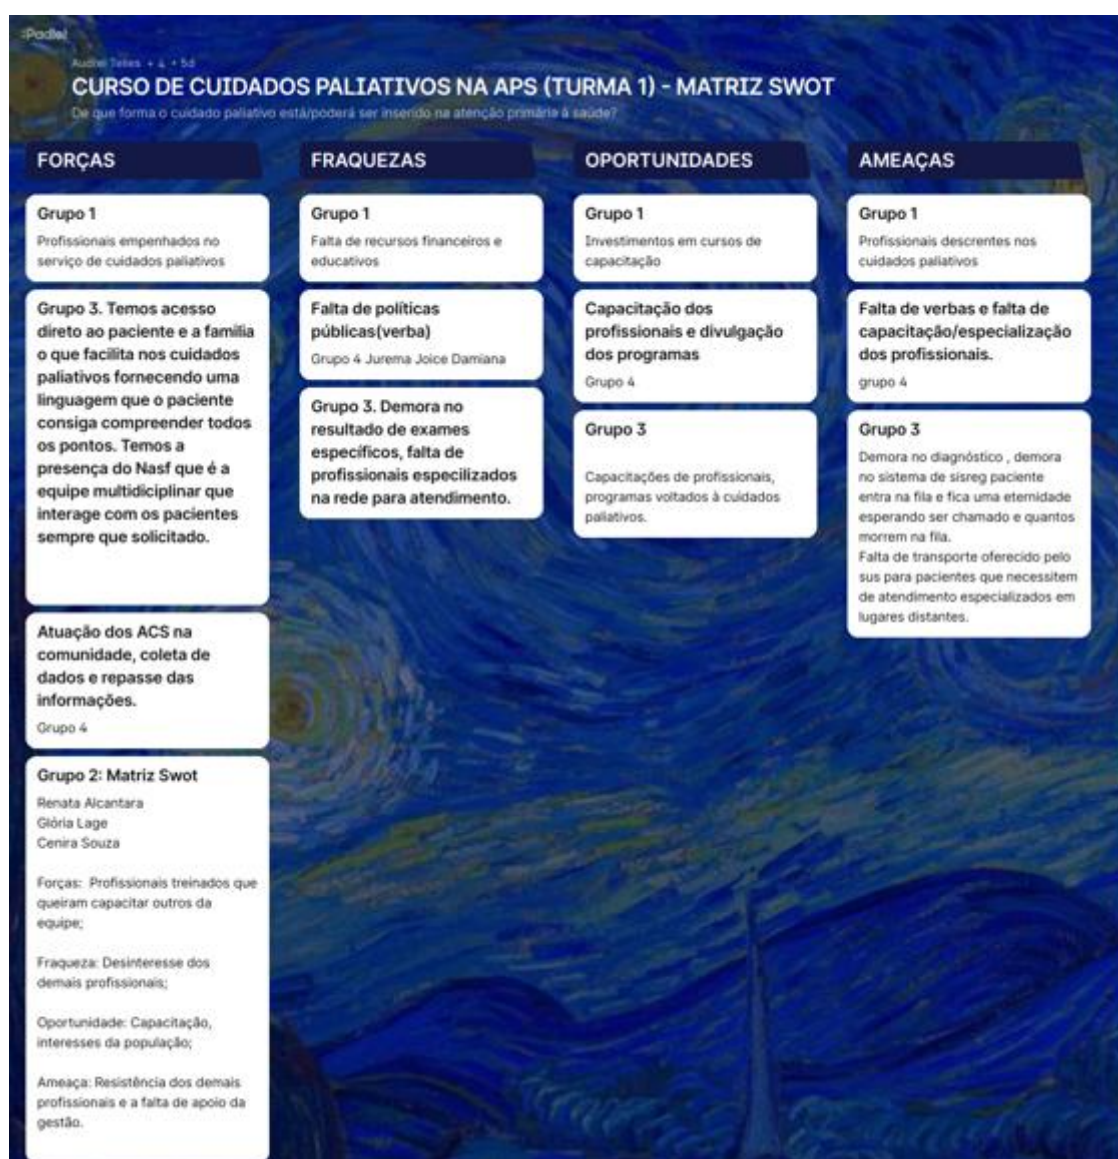 :Padlet
Audrei Telles + 4 • 5d
CURSO DE CUIDADOS PALIATIVOS NA APS (TURMA 1) - MATRIZ SWOT
De que forma o cuidado paliativo está/poderá ser inserido na atenção primária à saúde?
FORÇAS
Grupo 1
Profissionais empenhados no
serviço de cuidados paliativos
Grupo 3. Temos acesso
direto ao paciente e a família
o que facilita nos cuidados
paliativos fornecendo uma
linguagem que o paciente
consiga compreender todos
os pontos. Temos a
presença do Nasf que é a
equipe multidiciplinar que
interage com os pacientes
sempre que solicitado.
Atuação dos ACS na
comunidade, coleta de
dados e repasse das
informações.
Grupo 4
Grupo 2: Matriz Swot
Renata Alcantara
Glória Lage
Cenira Souza
Forças:  Profissionais treinados que
queiram capacitar outros da
equipe;
Fraqueza: Desinteresse dos
demais profissionais;
Oportunidade: Capacitação,
interesses da população;
Ameaça: Resistência dos demais
profissionais e a falta de apoio da
gestão.
FRAQUEZAS
Grupo 1
Falta de recursos financeiros e
educativos
Falta de políticas
públicas(verba)
Grupo 4 Jurema Joice Damiana
Grupo 3. Demora no
resultado de exames
específicos, falta de
profissionais especilizados
na rede para atendimento.
OPORTUNIDADES
Grupo 1
Investimentos em cursos de
capacitação
Capacitação dos
profissionais e divulgação
dos programas
Grupo 4
Grupo 3
Capacitações de profissionais,
programas voltados à cuidados
paliativos.
AMEAÇAS
Grupo 1
Profissionais descrentes nos
cuidados paliativos
Falta de verbas e falta de
capacitação/especialização
dos profissionais.
grupo 4
Grupo 3
Demora no diagnóstico , demora
no sistema de sisreg paciente
entra na fila e fica uma eternidade
esperando ser chamado e quantos
morrem na fila.
Falta de transporte oferecido pelo
sus para pacientes que necessitem
de atendimento especializados em
lugares distantes.